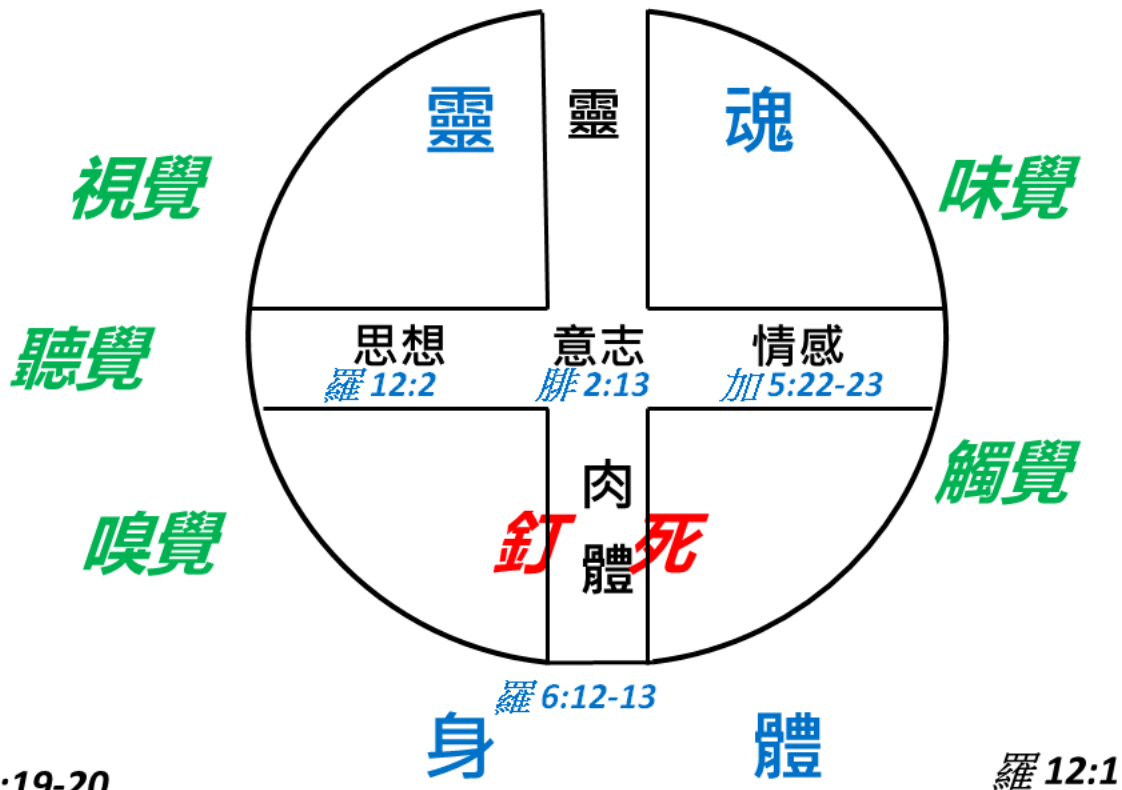 靈
靈
魂
視覺
味覺
思想
意志
情感
聽覺
羅 12:2
腓 2:13
加 5:22-23
觸覺
肉體
嗅覺
釘死
羅 6:12-13
身體
:19-20
羅 12:1